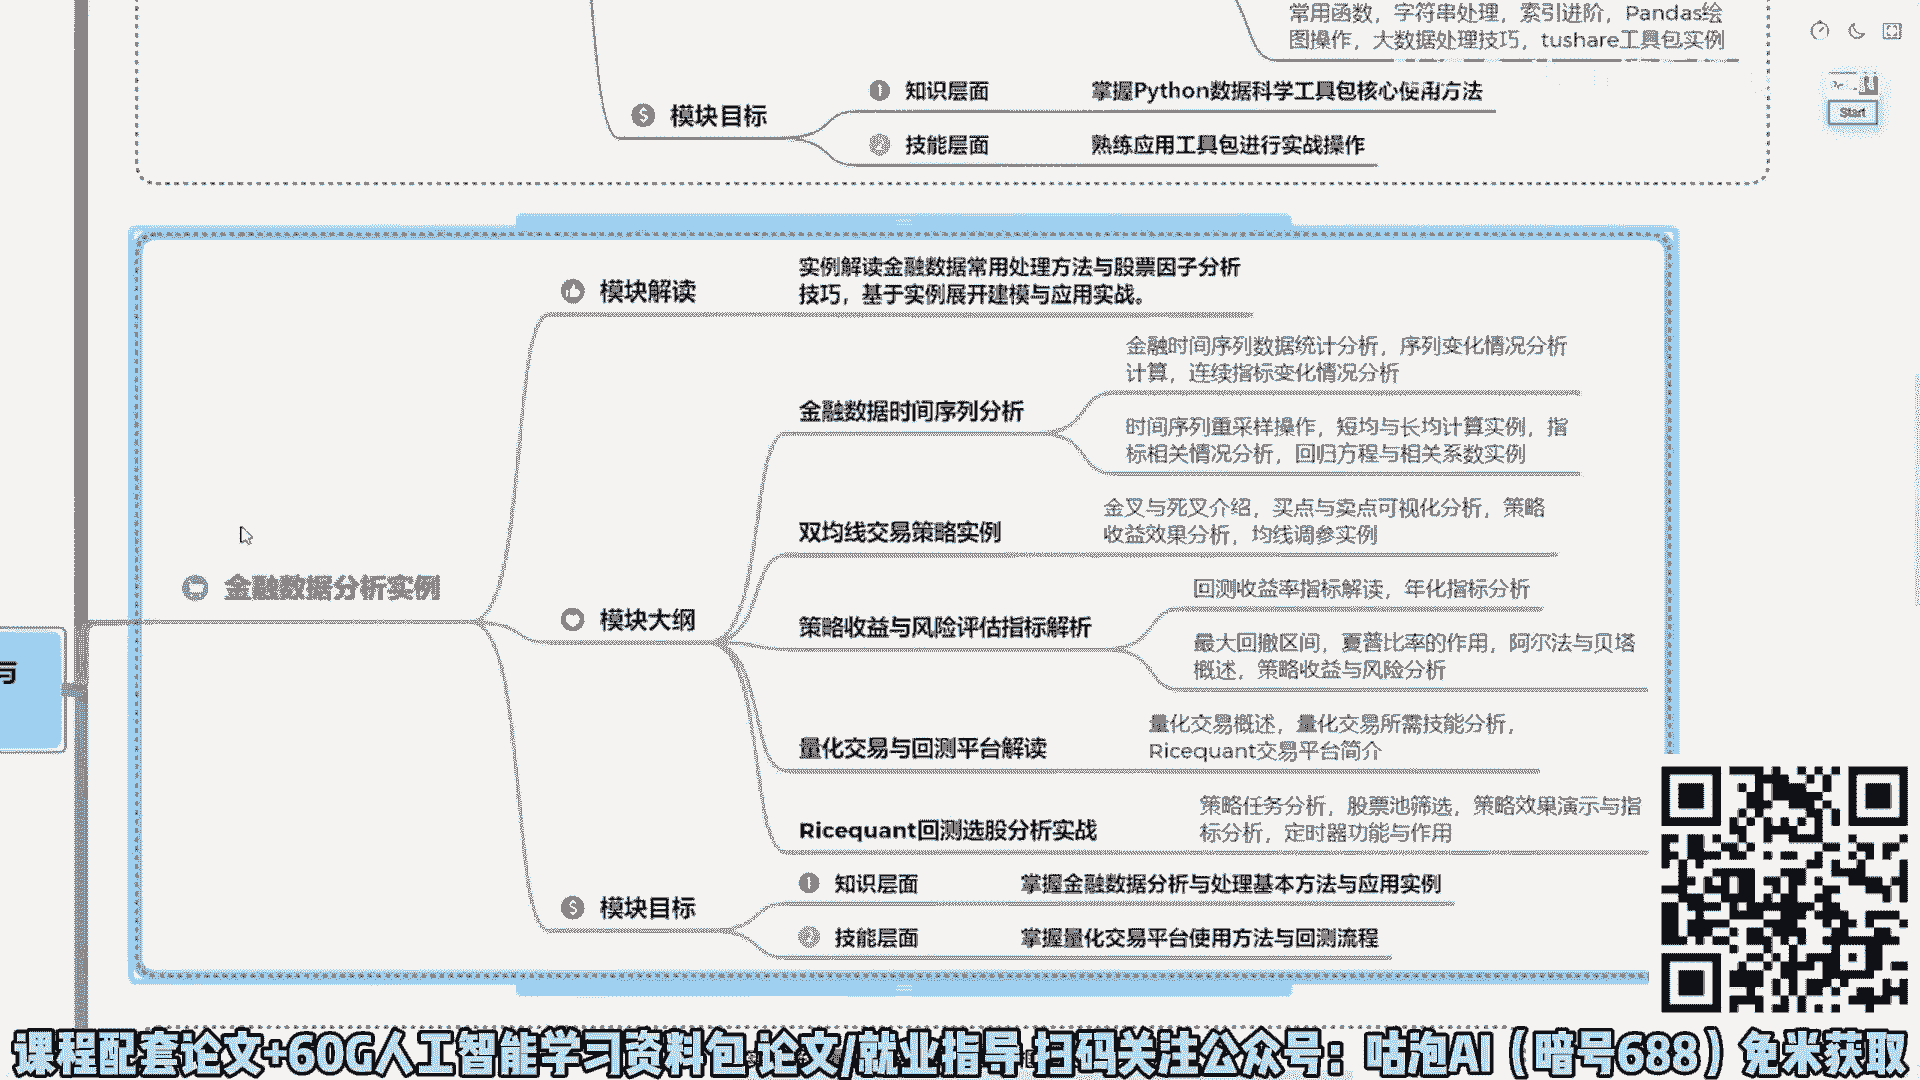 常用函数，字符串处理，索引进阶，Pandas绘
图操作，大数据处理技巧，tushare工具包实例
模块目标
1 知识层面 掌握Python数据科学工具包核心使用方法
2 技能层面 熟练应用工具包进行实战操作
Start
模块解读
实例解读金融数据常用处理方法与股票因子分析
技巧，基于实例展开建模与应用实战。
金融数据时间序列分析
金融时间序列数据统计分析，序列变化情况分析
计算，连续指标变化情况分析
时间序列重采样操作，短均与长均计算实例，指
标相关情况分析，回归方程与相关系数实例
双均线交易策略实例
金叉与死叉介绍，买点与卖点可视化分析，策略
收益效果分析，均线调参实例
金融数据分析实例
模块大纲
策略收益与风险评估指标解析
回测收益率指标解读，年化指标分析
最大回撤区间，夏普比率的作用，阿尔法与贝塔
概述，策略收益与风险分析
与
量化交易与回测平台解读
量化交易概述，量化交易所需技能分析，
Ricequant交易平台简介
Ricequant回测选股分析实战
策略任务分析，股票池筛选，策略效果演示与指
标分析，定时器功能与作用
模块目标
1 知识层面 掌握金融数据分析与处理基本方法与应用实例
2 技能层面 掌握量化交易平台使用方法与回测流程
课程配套论文+60G人工智能学习资料包 论文/就业指导 扫码关注公众号：咕泡AI（暗号688）免米获取